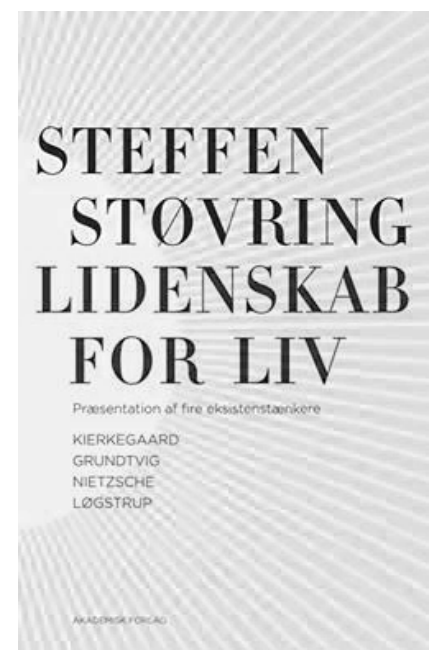 STEFFEN
STØVRING
LIDENSKAB
FOR LIV
Præsentation af fire eksistenstænkere
KIERKEGAARD
GRUNDTVIG
NIETZSCHE
LØGSTRUP
AKADEMISK FORLAG